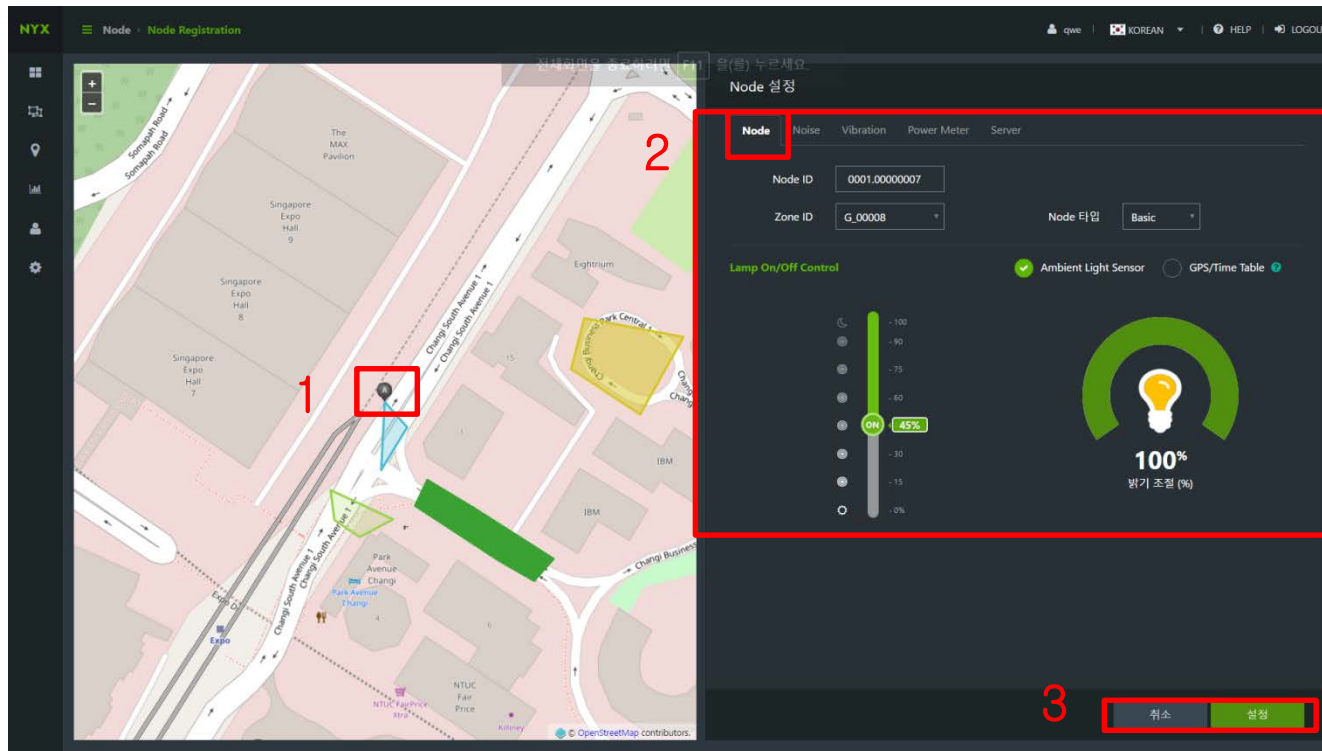 NYX
Node › Node Registration
qwe
KOREAN
HELP
LOGOU
전체화면을 종료하려면 F11 을(를) 누르세요.
+
−
Somapah Road
Somapah Road
The
MAX
Pavilion
Singapore
Expo
Hall
9
Singapore
Expo
Hall
8
Singapore
Expo
Hall
7
Eightrium
Changi South Avenue 1
Changi South Avenue 1
Park Central 1
Changi Business
15
1
A
IBM
IBM
Changi South Avenue 1
Changi South Avenue 1
Park
Avenue
Changi
Park Avenue
Changi
4
6
Changi Business
Expo
NTUC
Fair
Price
NTUC FairPrice
Xtra
Killiney
© OpenStreetMap contributors.
1
2
Node 설정
Node Noise Vibration Power Meter Server
Node ID 0001.00000007
Zone ID G_00008 Node 타입 Basic
Lamp On/Off Control Ambient Light Sensor GPS/Time Table ?
- 100
- 90
- 75
- 60
ON 45%
- 30
- 15
- 0%
100%
밝기 조절 (%)
3
취소 설정